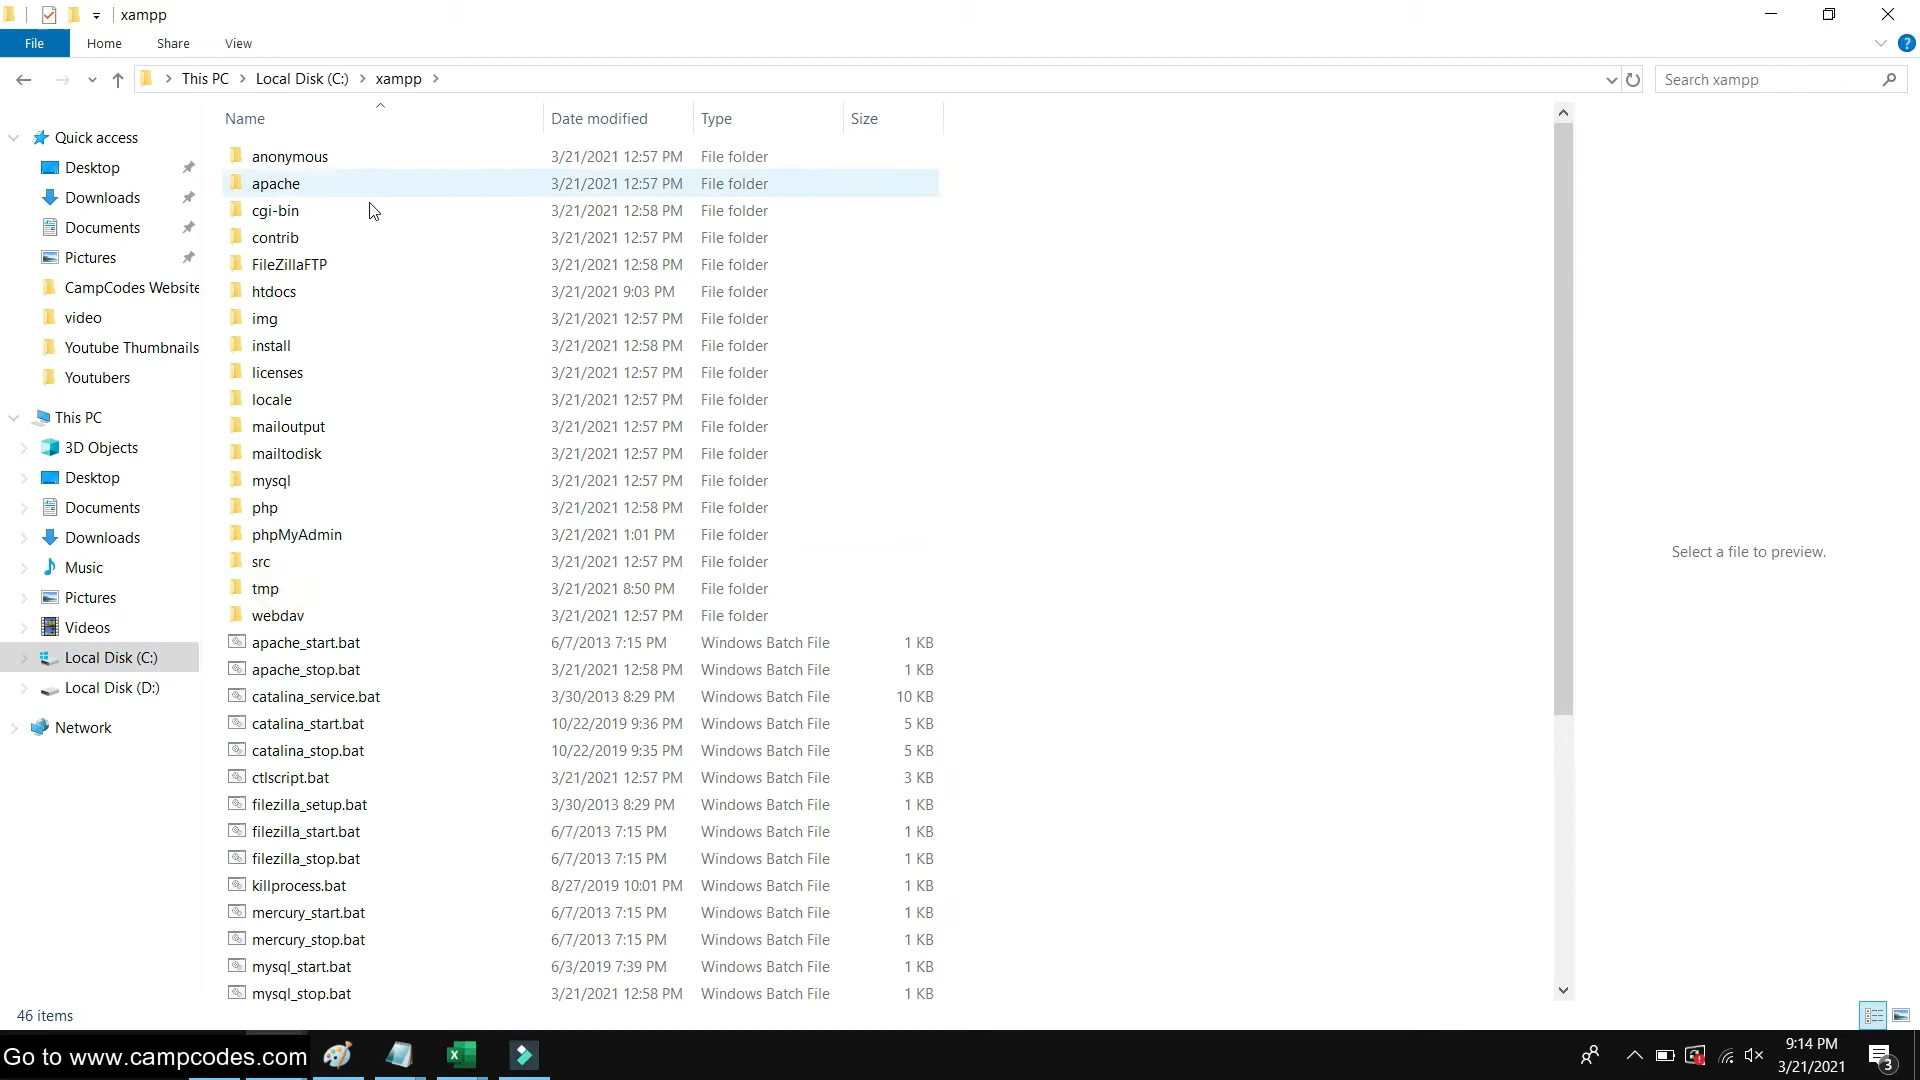 xampp
File Home Share View
This PC Local Disk (C:) xampp
Search xampp
Name Date modified Type Size
Quick access
Desktop
Downloads
Documents
Pictures
CampCodes Website
video
Youtube Thumbnails
Youtubers
This PC
3D Objects
Desktop
Documents
Downloads
Music
Pictures
Videos
Local Disk (C:)
Local Disk (D:)
Network
anonymous 3/21/2021 12:57 PM File folder
apache 3/21/2021 12:57 PM File folder
cgi-bin 3/21/2021 12:58 PM File folder
contrib 3/21/2021 12:57 PM File folder
FileZillaFTP 3/21/2021 12:58 PM File folder
htdocs 3/21/2021 9:03 PM File folder
img 3/21/2021 12:57 PM File folder
install 3/21/2021 12:58 PM File folder
licenses 3/21/2021 12:57 PM File folder
locale 3/21/2021 12:57 PM File folder
mailoutput 3/21/2021 12:57 PM File folder
mailtodisk 3/21/2021 12:57 PM File folder
mysql 3/21/2021 12:57 PM File folder
php 3/21/2021 12:58 PM File folder
phpMyAdmin 3/21/2021 1:01 PM File folder
src 3/21/2021 12:57 PM File folder
tmp 3/21/2021 8:50 PM File folder
webdav 3/21/2021 12:57 PM File folder
apache_start.bat 6/7/2013 7:15 PM Windows Batch File 1 KB
apache_stop.bat 3/21/2021 12:58 PM Windows Batch File 1 KB
catalina_service.bat 3/30/2013 8:29 PM Windows Batch File 10 KB
catalina_start.bat 10/22/2019 9:36 PM Windows Batch File 5 KB
catalina_stop.bat 10/22/2019 9:35 PM Windows Batch File 5 KB
ctlscript.bat 3/21/2021 12:57 PM Windows Batch File 3 KB
filezilla_setup.bat 3/30/2013 8:29 PM Windows Batch File 1 KB
filezilla_start.bat 6/7/2013 7:15 PM Windows Batch File 1 KB
filezilla_stop.bat 6/7/2013 7:15 PM Windows Batch File 1 KB
killprocess.bat 8/27/2019 10:01 PM Windows Batch File 1 KB
mercury_start.bat 6/7/2013 7:15 PM Windows Batch File 1 KB
mercury_stop.bat 6/7/2013 7:15 PM Windows Batch File 1 KB
mysql_start.bat 6/3/2019 7:39 PM Windows Batch File 1 KB
mysql_stop.bat 3/21/2021 12:58 PM Windows Batch File 1 KB
Select a file to preview.
46 items
Go to www.campcodes.com
9:14 PM
3/21/2021
3